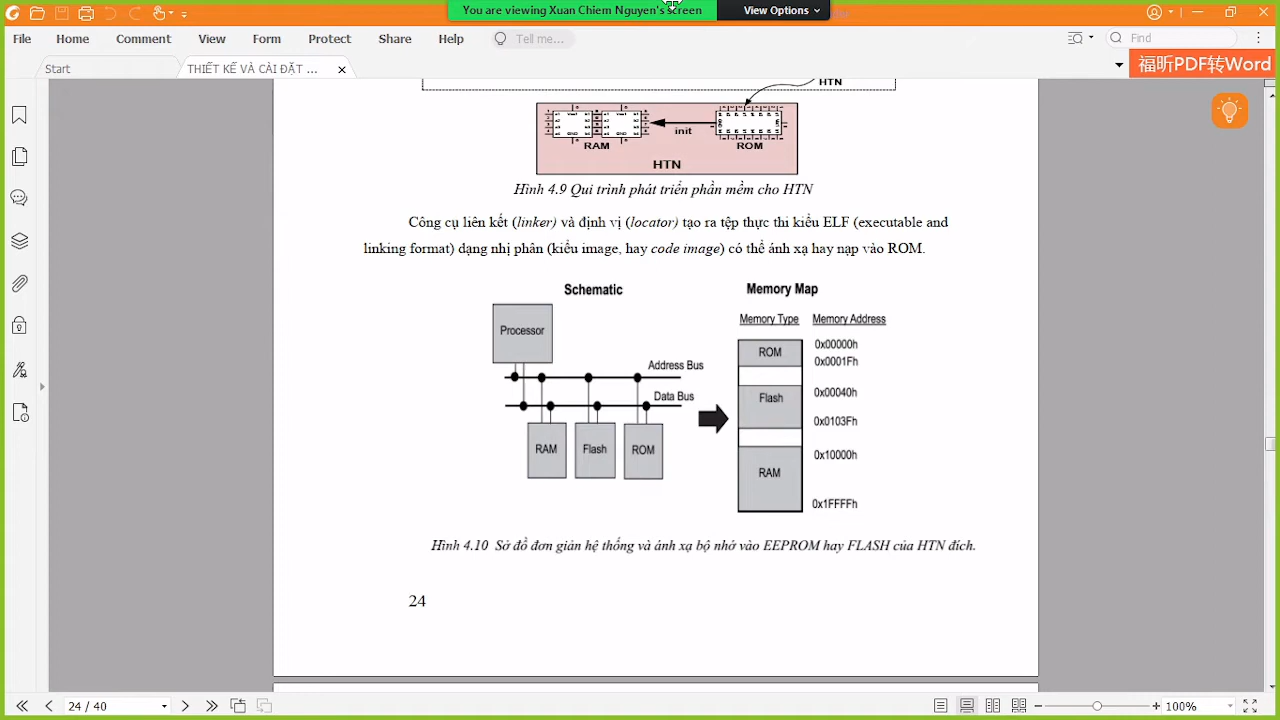 You are viewing Xuan Chiem Nguyen's screen
View Options
File Home Comment View Form Protect Share Help Tell me... Find
Start
THIẾT KẾ VÀ CÀI ĐẶT ...
福昕PDF转Word
HTN
init
RAM
ROM
HTN
Hình 4.9 Qui trình phát triển phần mềm cho HTN
Công cụ liên kết (linker) và định vị (locator) tạo ra tệp thực thi kiểu ELF (executable and
linking format) dạng nhị phân (kiểu image, hay code image) có thể ánh xạ hay nạp vào ROM.
Schematic
Memory Map
Memory Type
Memory Address
Processor
Address Bus
Data Bus
RAM
Flash
ROM
ROM
0x00000h
0x0001Fh
Flash
0x00040h
0x0103Fh
0x10000h
RAM
0x1FFFFh
Hình 4.10 Sở đồ đơn giản hệ thống và ánh xạ bộ nhớ vào EEPROM hay FLASH của HTN đích.
24
24 / 40
100%